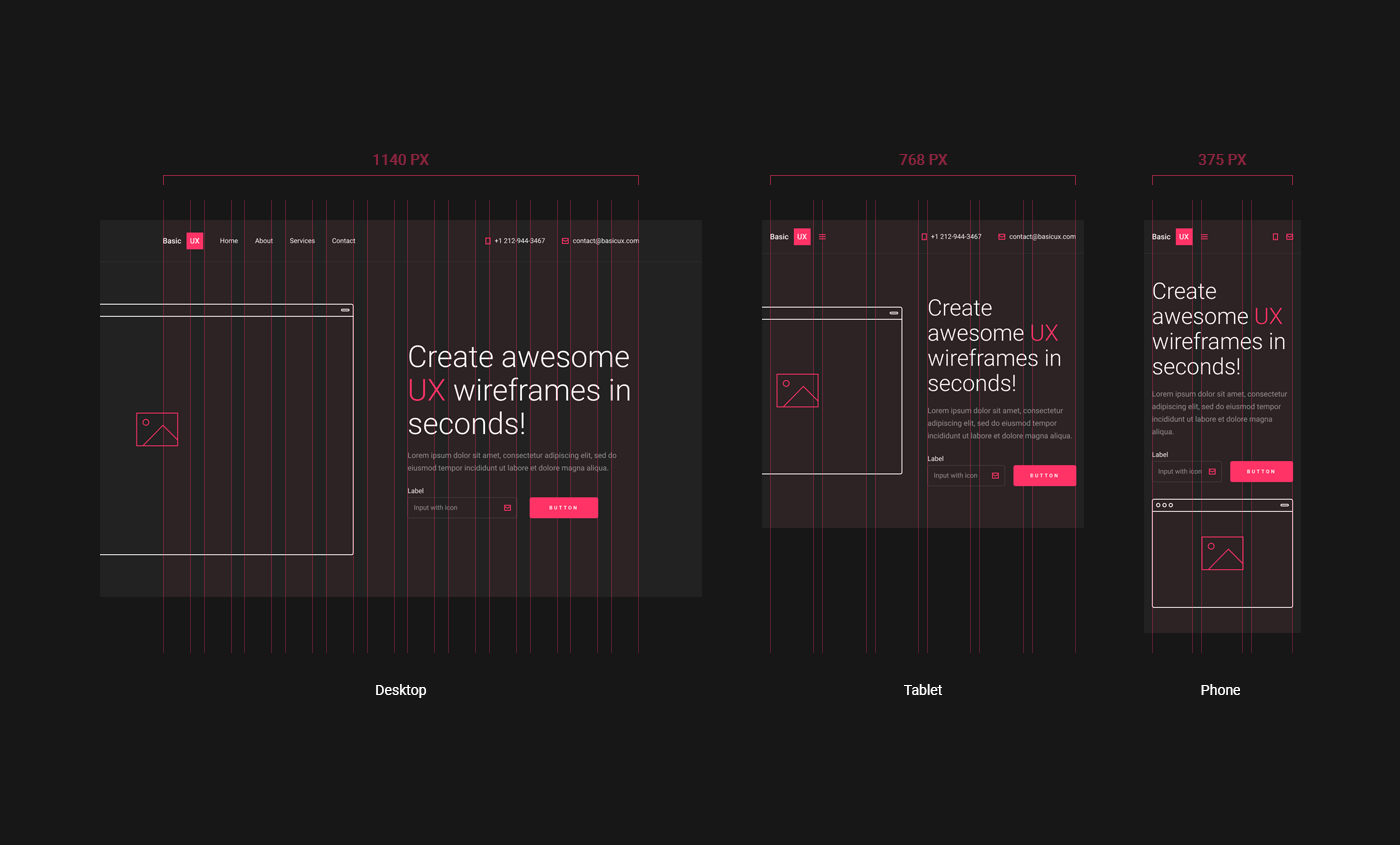 1140 PX
768 PX
375 PX
Basic UX Home About Services Contact +1 212-944-3467 contact@basicux.com
Create awesome
UX wireframes in
seconds!
Lorem ipsum dolor sit amet, consectetur adipiscing elit, sed do
eiusmod tempor incididunt ut labore et dolore magna aliqua.
Label
Input with icon BUTTON
Basic UX +1 212-944-3467 contact@basicux.com
Create
awesome UX
wireframes in
seconds!
Lorem ipsum dolor sit amet, consectetur
adipiscing elit, sed do eiusmod tempor
incididunt ut labore et dolore magna aliqua.
Label
Input with icon BUTTON
Basic UX
Create
awesome UX
wireframes in
seconds!
Lorem ipsum dolor sit amet, consectetur
adipiscing elit, sed do eiusmod tempor
incididunt ut labore et dolore magna
aliqua.
Label
Input with icon BUTTON
Desktop
Tablet
Phone